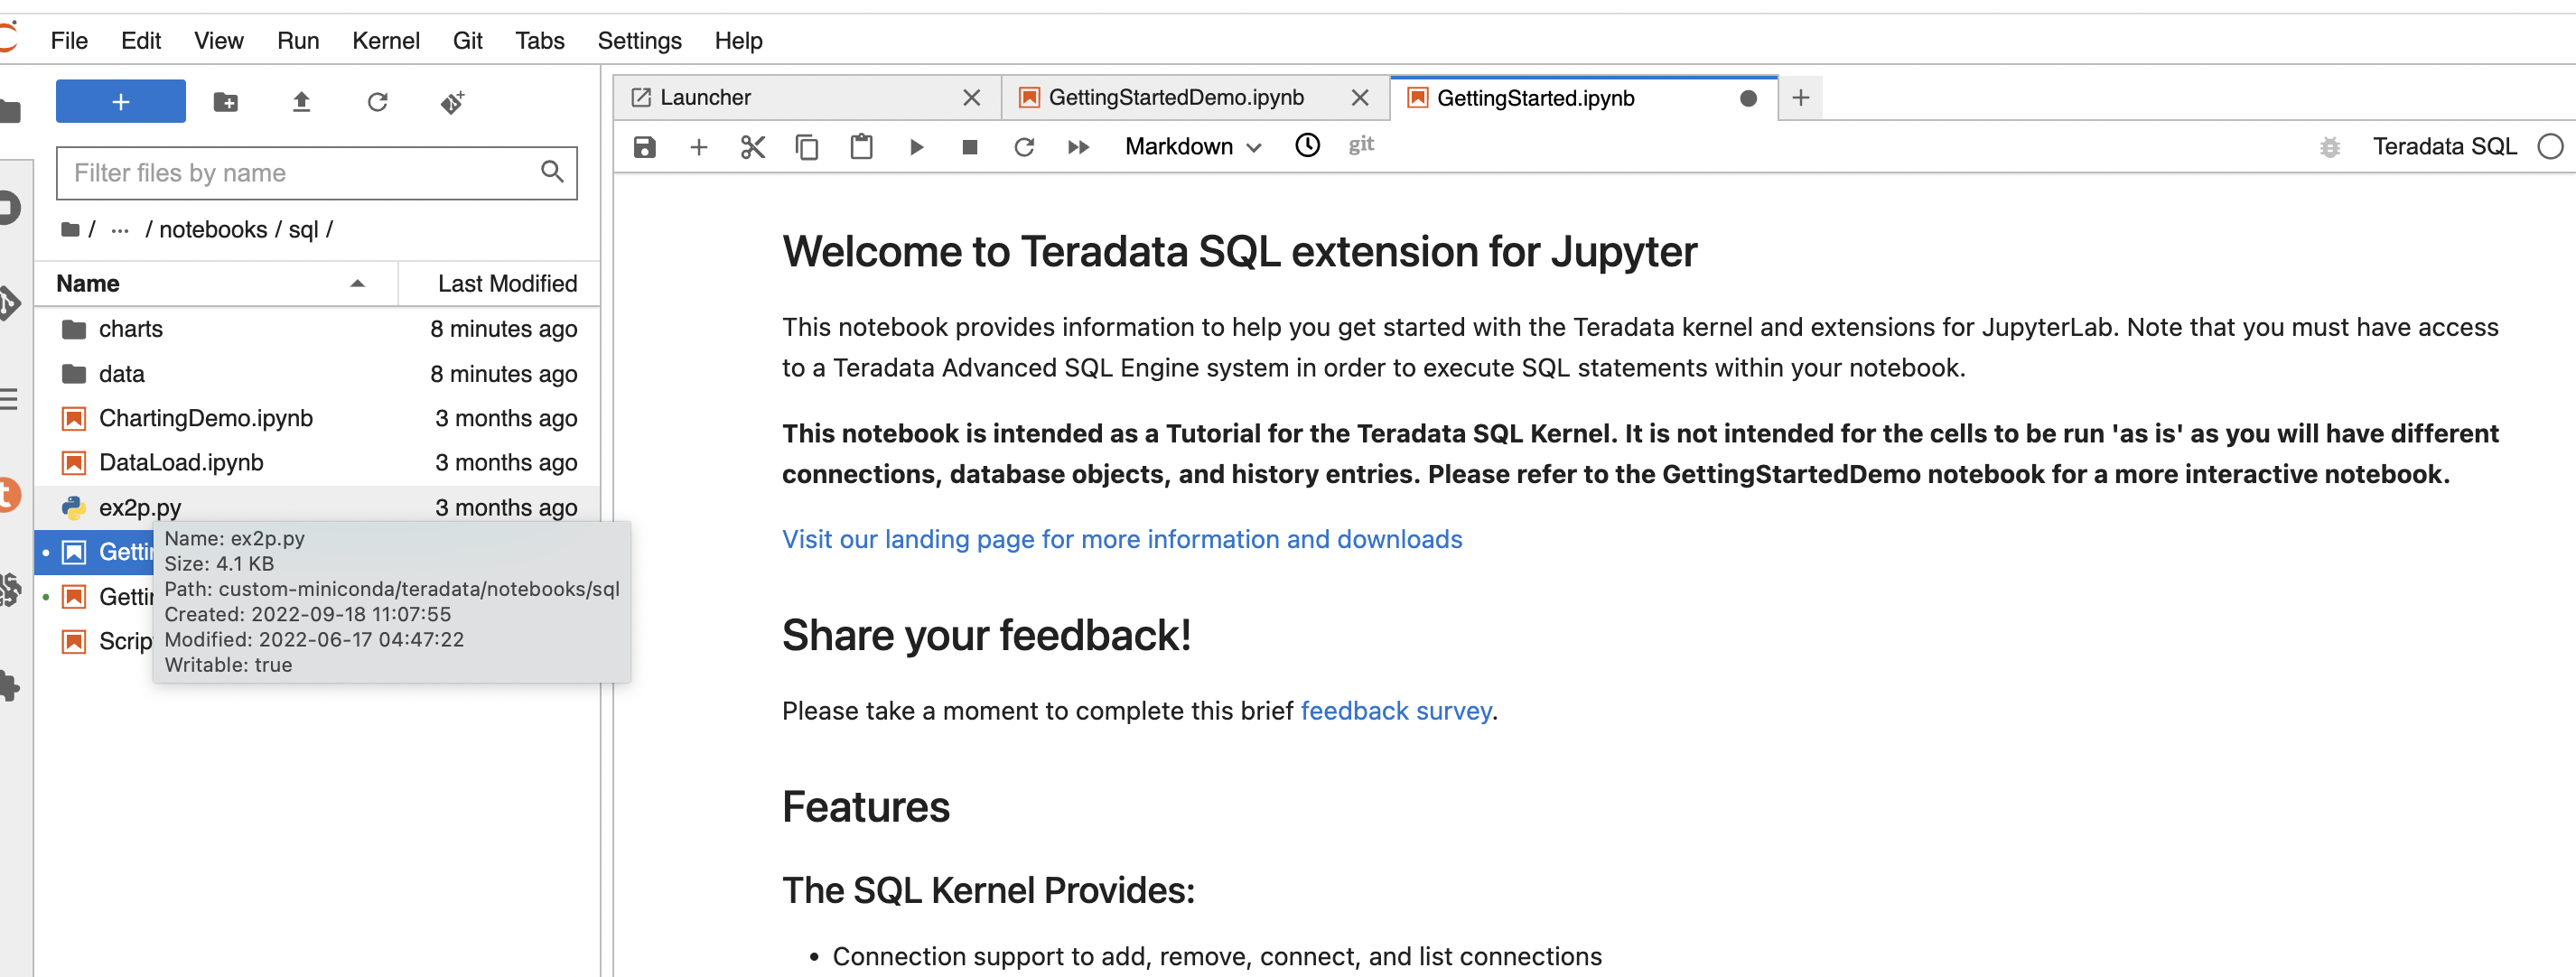 File Edit View Run Kernel Git Tabs Settings Help
Launcher
GettingStartedDemo.ipynb
GettingStarted.ipynb
Markdown
git
Teradata SQL
Filter files by name
/ ... / notebooks / sql /
Name Last Modified
charts 8 minutes ago
data 8 minutes ago
ChartingDemo.ipynb 3 months ago
DataLoad.ipynb 3 months ago
ex2p.py 3 months ago
Name: ex2p.py
Size: 4.1 KB
Path: custom-miniconda/teradata/notebooks/sql
Created: 2022-09-18 11:07:55
Modified: 2022-06-17 04:47:22
Writable: true
Welcome to Teradata SQL extension for Jupyter
This notebook provides information to help you get started with the Teradata kernel and extensions for JupyterLab. Note that you must have access
to a Teradata Advanced SQL Engine system in order to execute SQL statements within your notebook.
This notebook is intended as a Tutorial for the Teradata SQL Kernel. It is not intended for the cells to be run 'as is' as you will have different
connections, database objects, and history entries. Please refer to the GettingStartedDemo notebook for a more interactive notebook.
Visit our landing page for more information and downloads
Share your feedback!
Please take a moment to complete this brief feedback survey.
Features
The SQL Kernel Provides:
• Connection support to add, remove, connect, and list connections